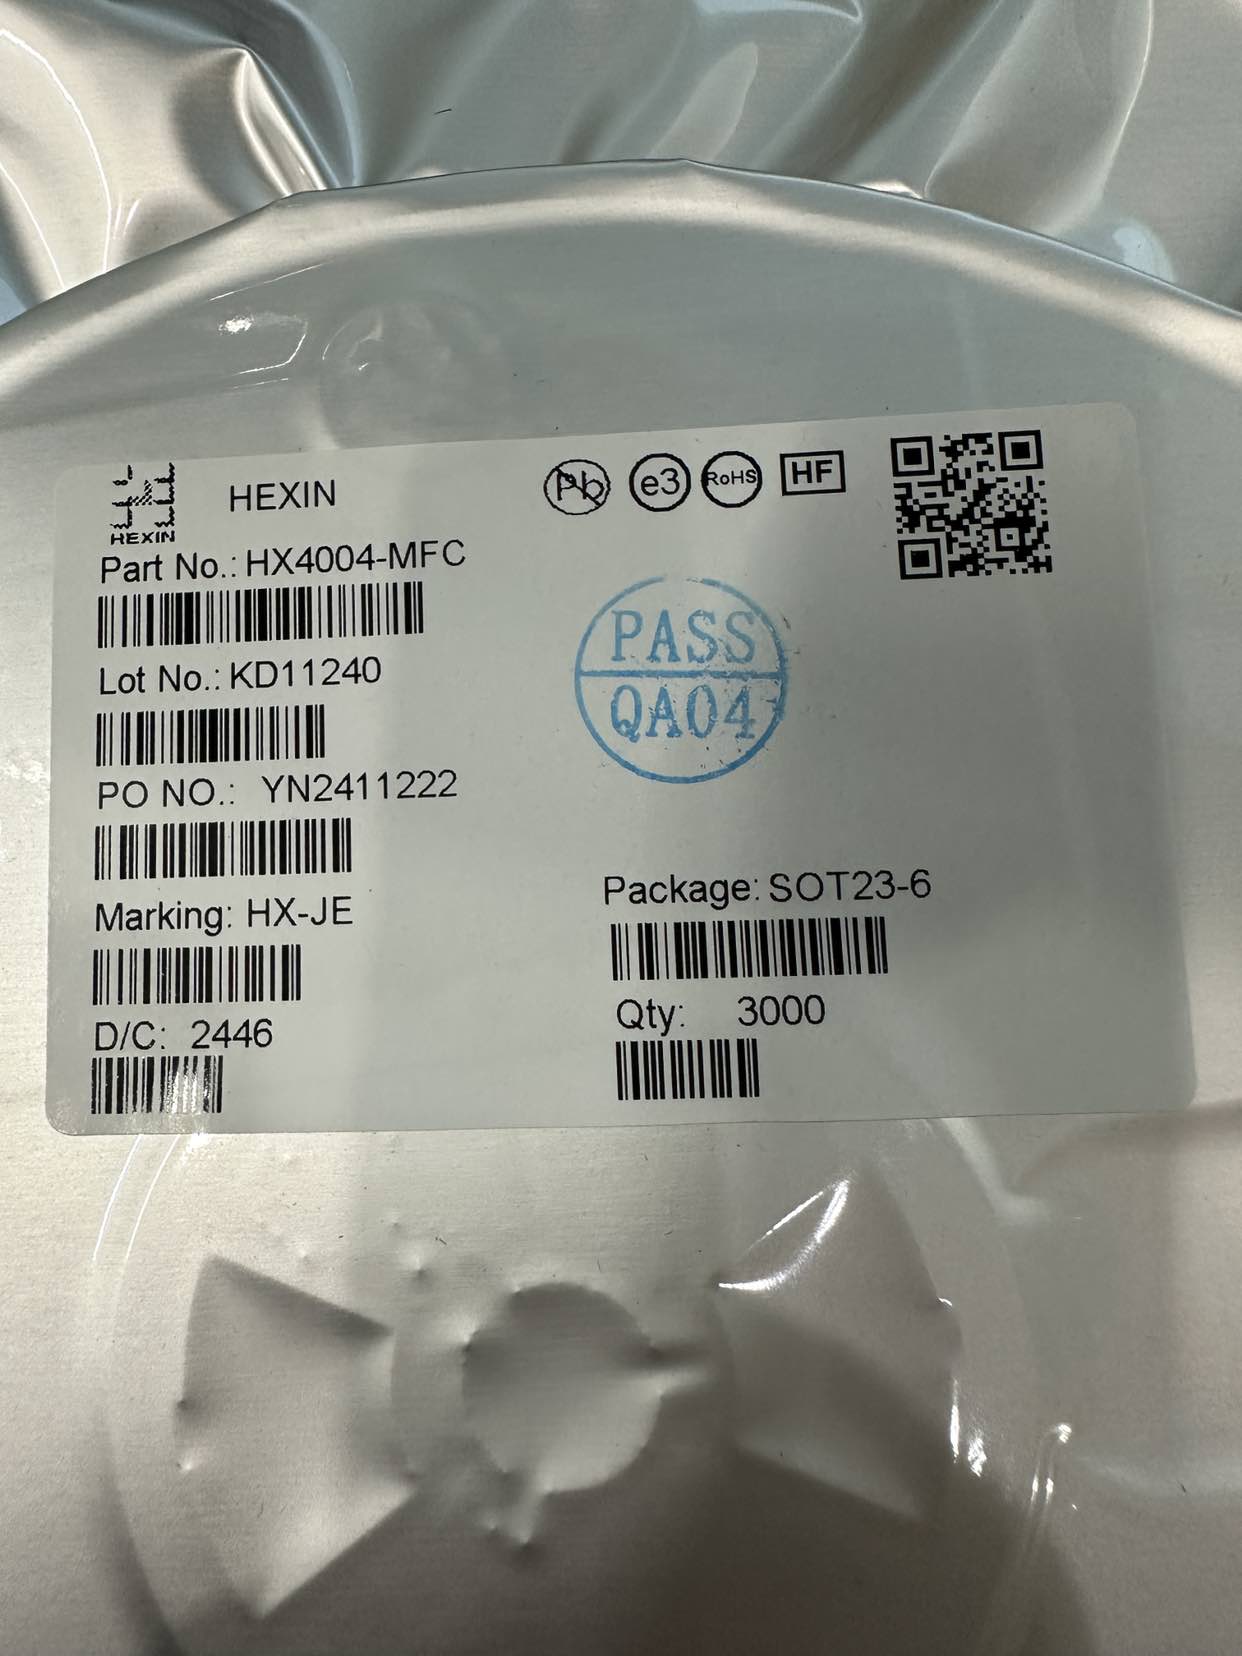 HEXIN
HEXIN
Pb
e3
RoHS
HF
Part No.: HX4004-MFC
Lot No.: KD11240
PO NO.: YN2411222
Marking: HX-JE
D/C: 2446
PASS
QA04
Package: SOT23-6
Qty: 3000